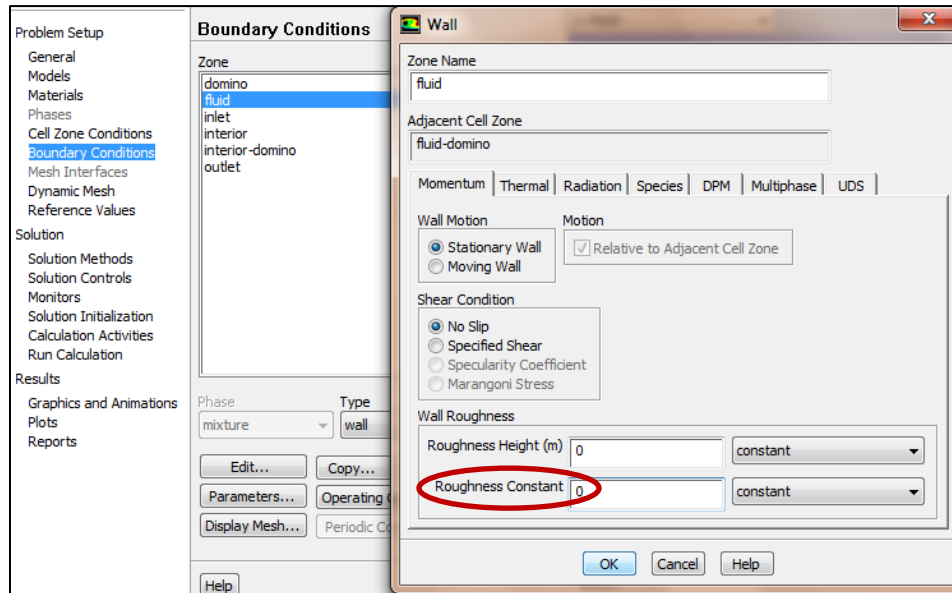 Problem Setup
General
Models
Materials
Phases
Cell Zone Conditions
Boundary Conditions
Mesh Interfaces
Dynamic Mesh
Reference Values
Solution
Solution Methods
Solution Controls
Monitors
Solution Initialization
Calculation Activities
Run Calculation
Results
Graphics and Animations
Plots
Reports
Boundary Conditions
Zone
domino
fluid
inlet
interior
interior-domino
outlet
Phase Type
mixture wall
Edit... Copy...
Parameters... Operating
Display Mesh... Periodic
Help
Wall
Zone Name
fluid
Adjacent Cell Zone
fluid-domino
Momentum Thermal Radiation Species DPM Multiphase UDS
Wall Motion Motion
Stationary Wall Relative to Adjacent Cell Zone
Moving Wall
Shear Condition
No Slip
Specified Shear
Specularity Coefficient
Marangoni Stress
Wall Roughness
Roughness Height (m) 0 constant
Roughness Constant 0 constant
OK Cancel Help